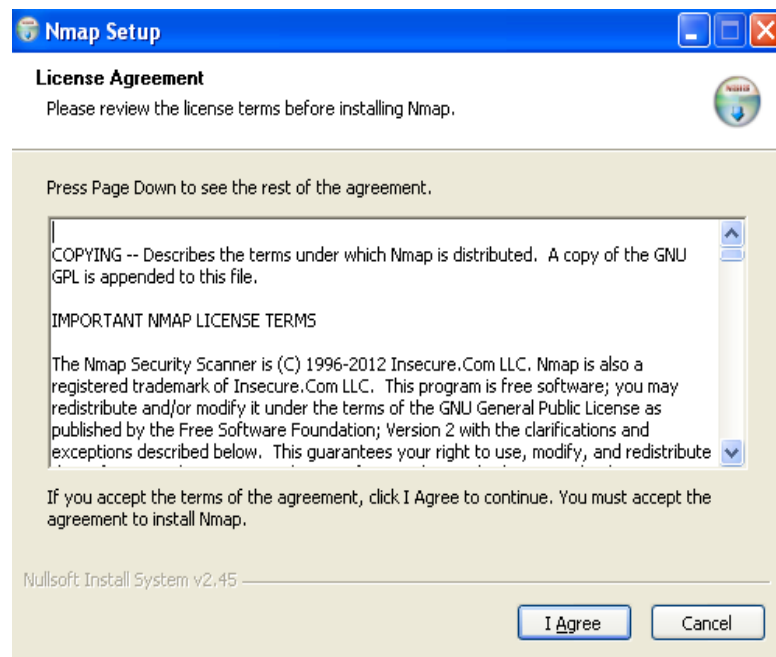 Nmap Setup
License Agreement
Please review the license terms before installing Nmap.
Press Page Down to see the rest of the agreement.
COPYING -- Describes the terms under which Nmap is distributed. A copy of the GNU
GPL is appended to this file.
IMPORTANT NMAP LICENSE TERMS
The Nmap Security Scanner is (C) 1996-2012 Insecure.Com LLC. Nmap is also a
registered trademark of Insecure.Com LLC. This program is free software; you may
redistribute and/or modify it under the terms of the GNU General Public License as
published by the Free Software Foundation; Version 2 with the clarifications and
exceptions described below. This guarantees your right to use, modify, and redistribute
If you accept the terms of the agreement, click I Agree to continue. You must accept the
agreement to install Nmap.
Nullsoft Install System v2.45
I Agree
Cancel